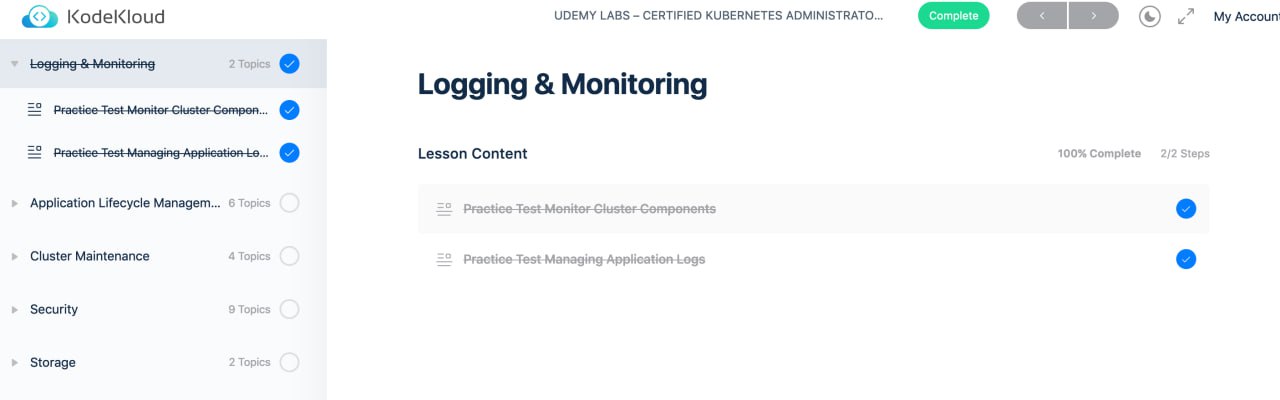 KodeKloud
UDEMY LABS – CERTIFIED KUBERNETES ADMINISTRATO...
Complete
My Account
Logging & Monitoring
2 Topics
Practice Test Monitor Cluster Compon...
Practice Test Managing Application Lo...
Application Lifecycle Managem...
6 Topics
Cluster Maintenance
4 Topics
Security
9 Topics
Storage
2 Topics
Logging & Monitoring
Lesson Content
100% Complete
2/2 Steps
Practice Test Monitor Cluster Components
Practice Test Managing Application Logs